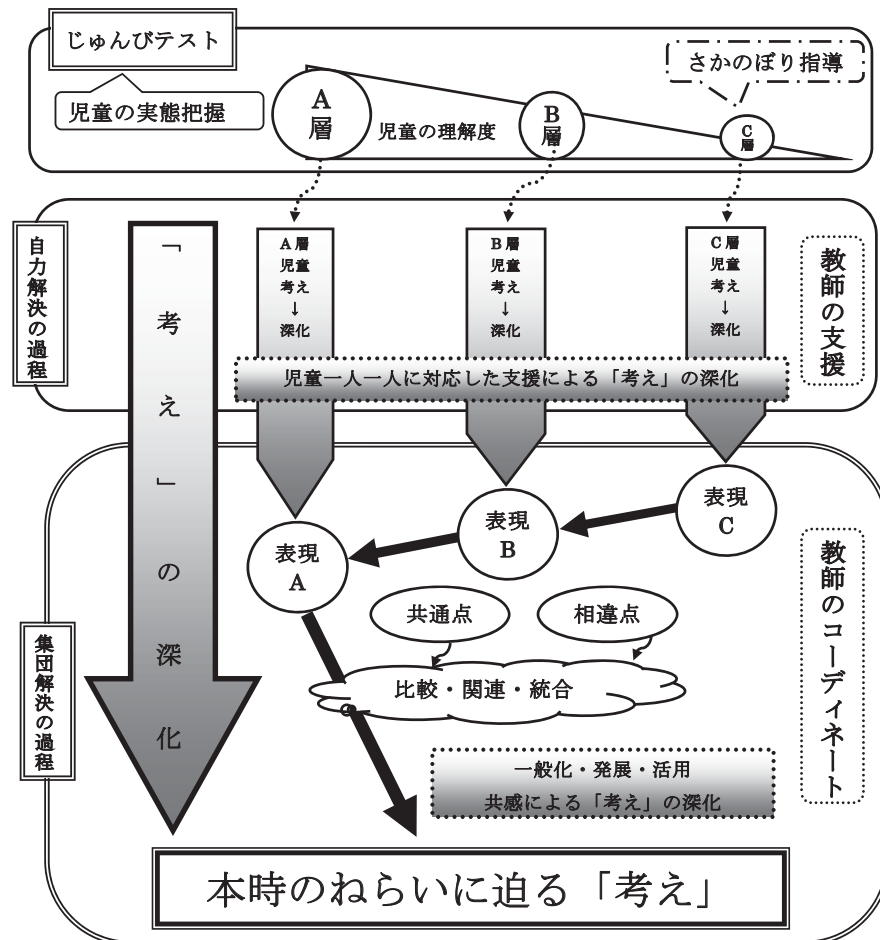 じゅんびテスト
児童の実態把握
A
層
児童の理解度
B
層
C
層
さかのぼり指導
自力解決の過程
「考え」の深化
A層
児童
考え
↓
深化
B層
児童
考え
↓
深化
C層
児童
考え
↓
深化
教師の支援
児童一人一人に対応した支援による「考え」の深化
表現
C
表現
B
表現
A
共通点
相違点
比較・関連・統合
集団解決の過程
教師のコーディネート
一般化・発展・活用
共感による「考え」の深化
本時のねらいに迫る「考え」